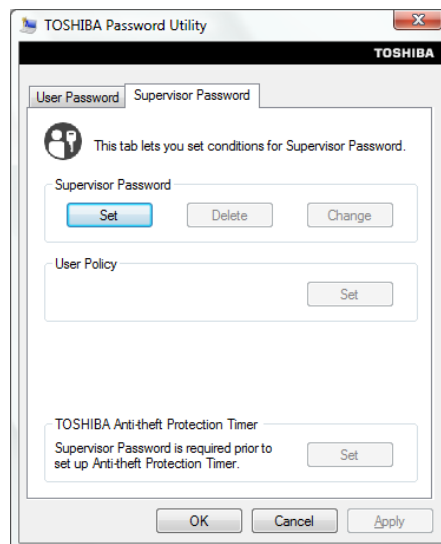 TOSHIBA Password Utility
TOSHIBA
User Password Supervisor Password
This tab lets you set conditions for Supervisor Password.
Supervisor Password
Set Delete Change
User Policy
Set
TOSHIBA Anti-theft Protection Timer
Supervisor Password is required prior to
set up Anti-theft Protection Timer.
Set
OK Cancel Apply